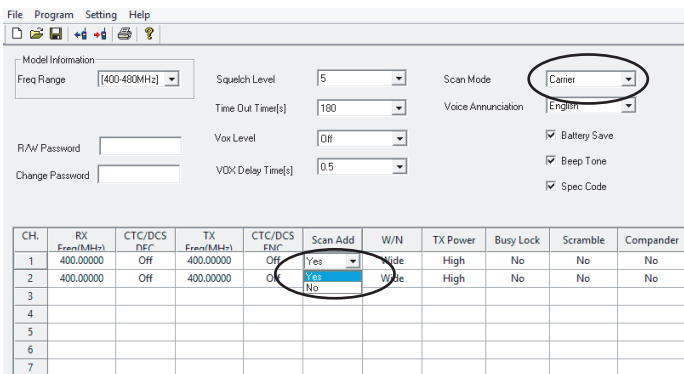 File Program Setting Help
Model Information
Freq Range [400-480MHz] Squelch Level 5 Scan Mode Carrier
Time Out Timer[s] 180 Voice Annunciation English
Vox Level Off Battery Save
R/W Password
VOX Delay Time[s] 0.5 Beep Tone
Change Password
Spec Code
CH. RX Freq(MHz) CTC/DCS DEC TX Freq(MHz) CTC/DCS ENC Scan Add W/N TX Power Busy Lock Scramble Compander
1 400.00000 Off 400.00000 Off Yes Wide High No No No
2 400.00000 Off 400.00000 Off Yes Wide High No No No
No
3
4
5
6
7